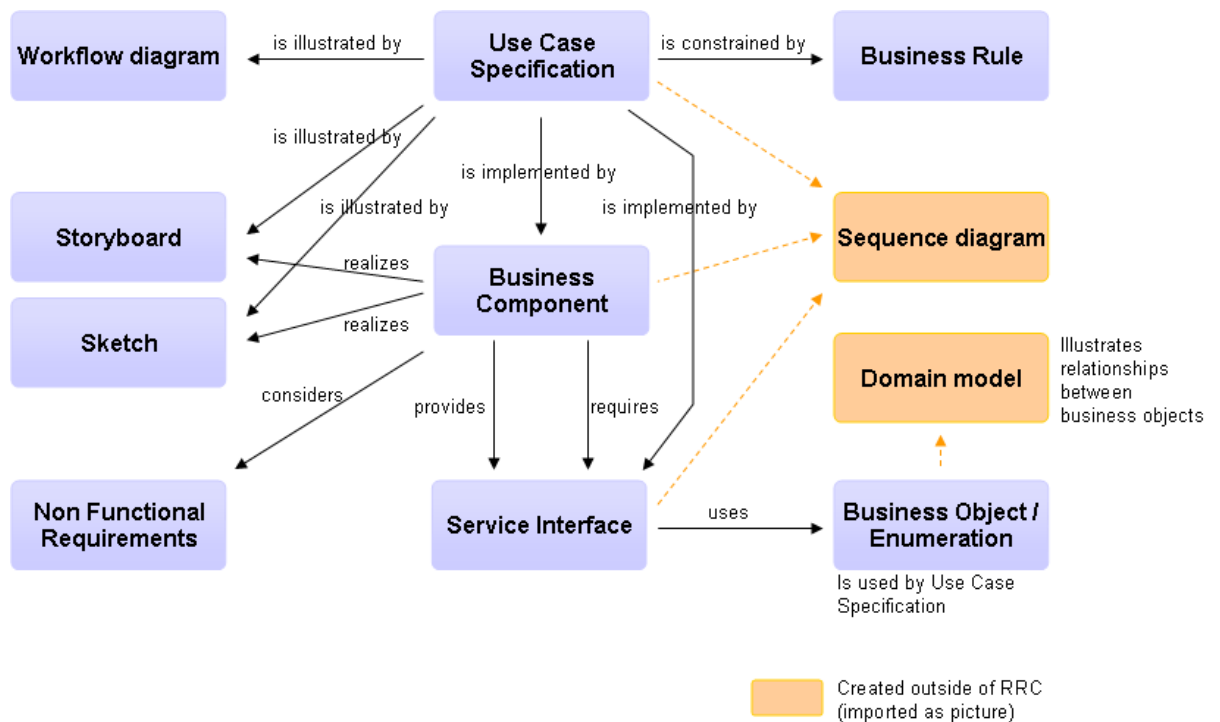 Workflow diagram
is illustrated by
Use Case
Specification
is constrained by
Business Rule
is illustrated by
is implemented by
is illustrated by
is implemented by
Storyboard
realizes
Business
Component
Sequence diagram
Sketch
realizes
Domain model
Illustrates
relationships
between
business objects
considers
provides
requires
Non Functional
Requirements
Service Interface
uses
Business Object /
Enumeration
Is used by Use Case
Specification
Created outside of RRC
(imported as picture)